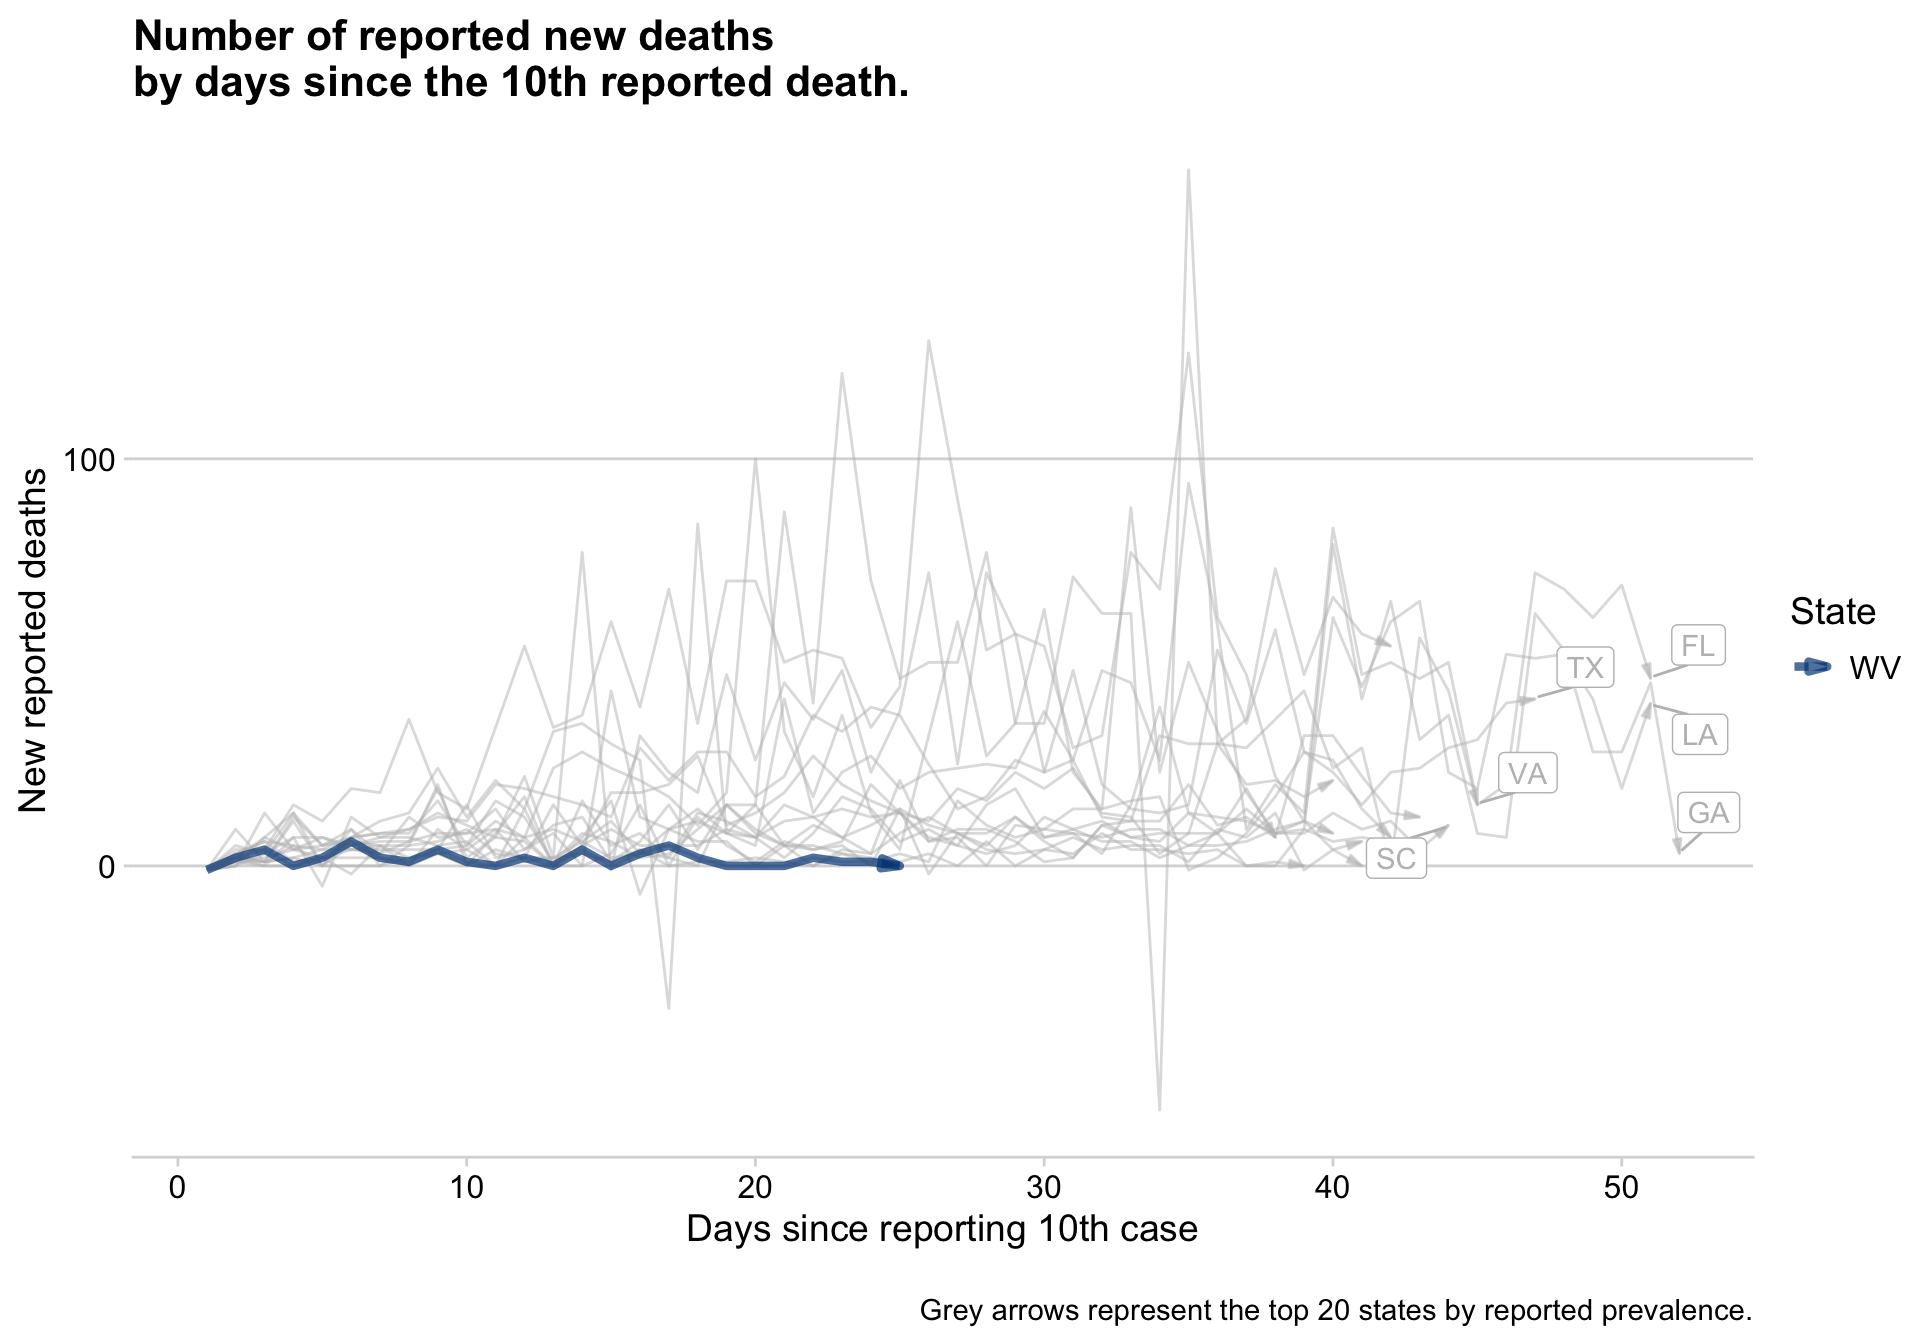 Number of reported new deaths
by days since the 10th reported death.
New reported deaths
100
0
FL
TX
LA
VA
GA
SC
State
WV
0
10
20
30
40
50
Days since reporting 10th case
Grey arrows represent the top 20 states by reported prevalence.